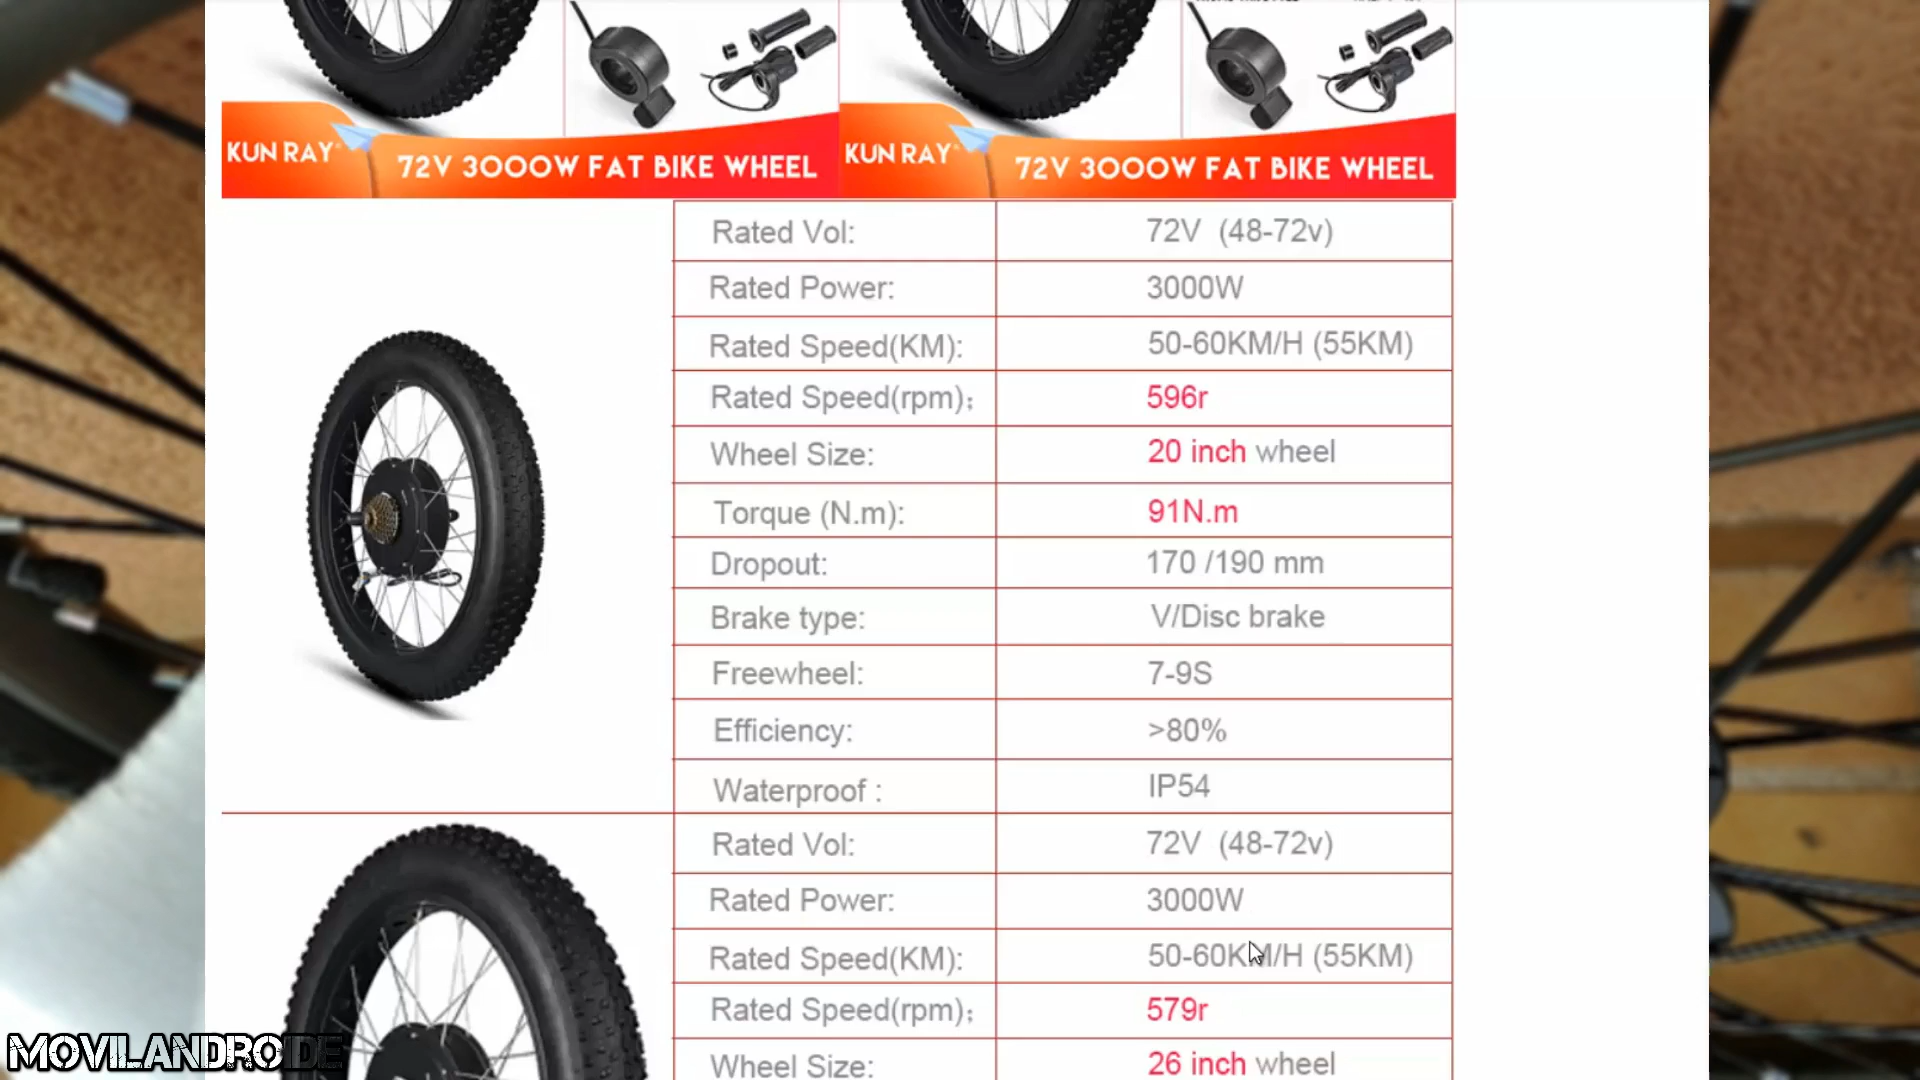 KUN RAY
72V 3000W FAT BIKE WHEEL
KUN RAY
72V 3000W FAT BIKE WHEEL
Rated Vol: 72V (48-72v)
Rated Power: 3000W
Rated Speed(KM): 50-60KM/H (55KM)
Rated Speed(rpm); 596r
Wheel Size: 20 inch wheel
Torque (N.m): 91N.m
Dropout: 170 /190 mm
Brake type: V/Disc brake
Freewheel: 7-9S
Efficiency: >80%
Waterproof : IP54
Rated Vol: 72V (48-72v)
Rated Power: 3000W
Rated Speed(KM): 50-60KM/H (55KM)
Rated Speed(rpm); 579r
Wheel Size: 26 inch wheel
MOVILANDROIDE